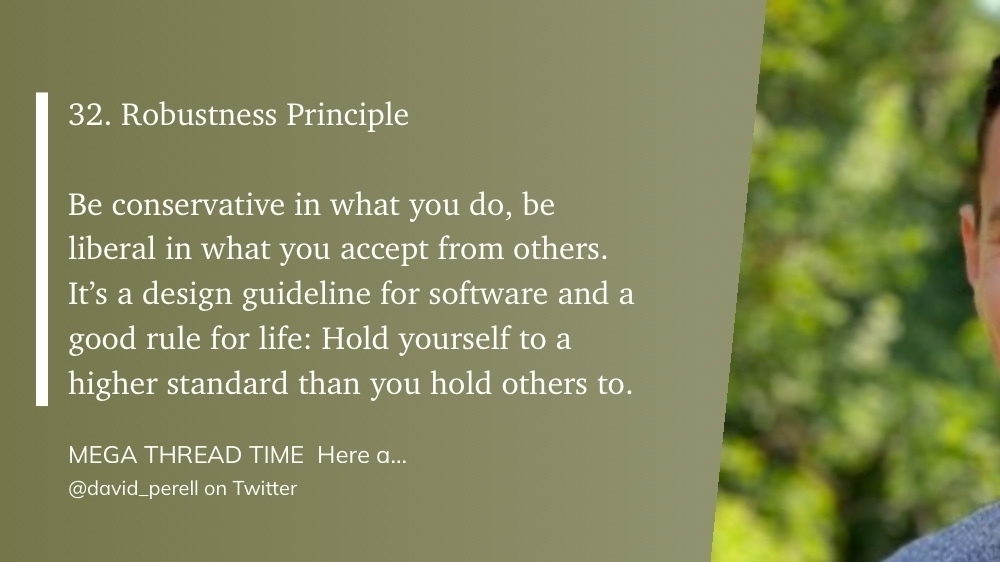 32. Robustness Principle
Be conservative in what you do, be
liberal in what you accept from others.
It’s a design guideline for software and a
good rule for life: Hold yourself to a
higher standard than you hold others to.
MEGA THREAD TIME  Here a...
@david_perell on Twitter